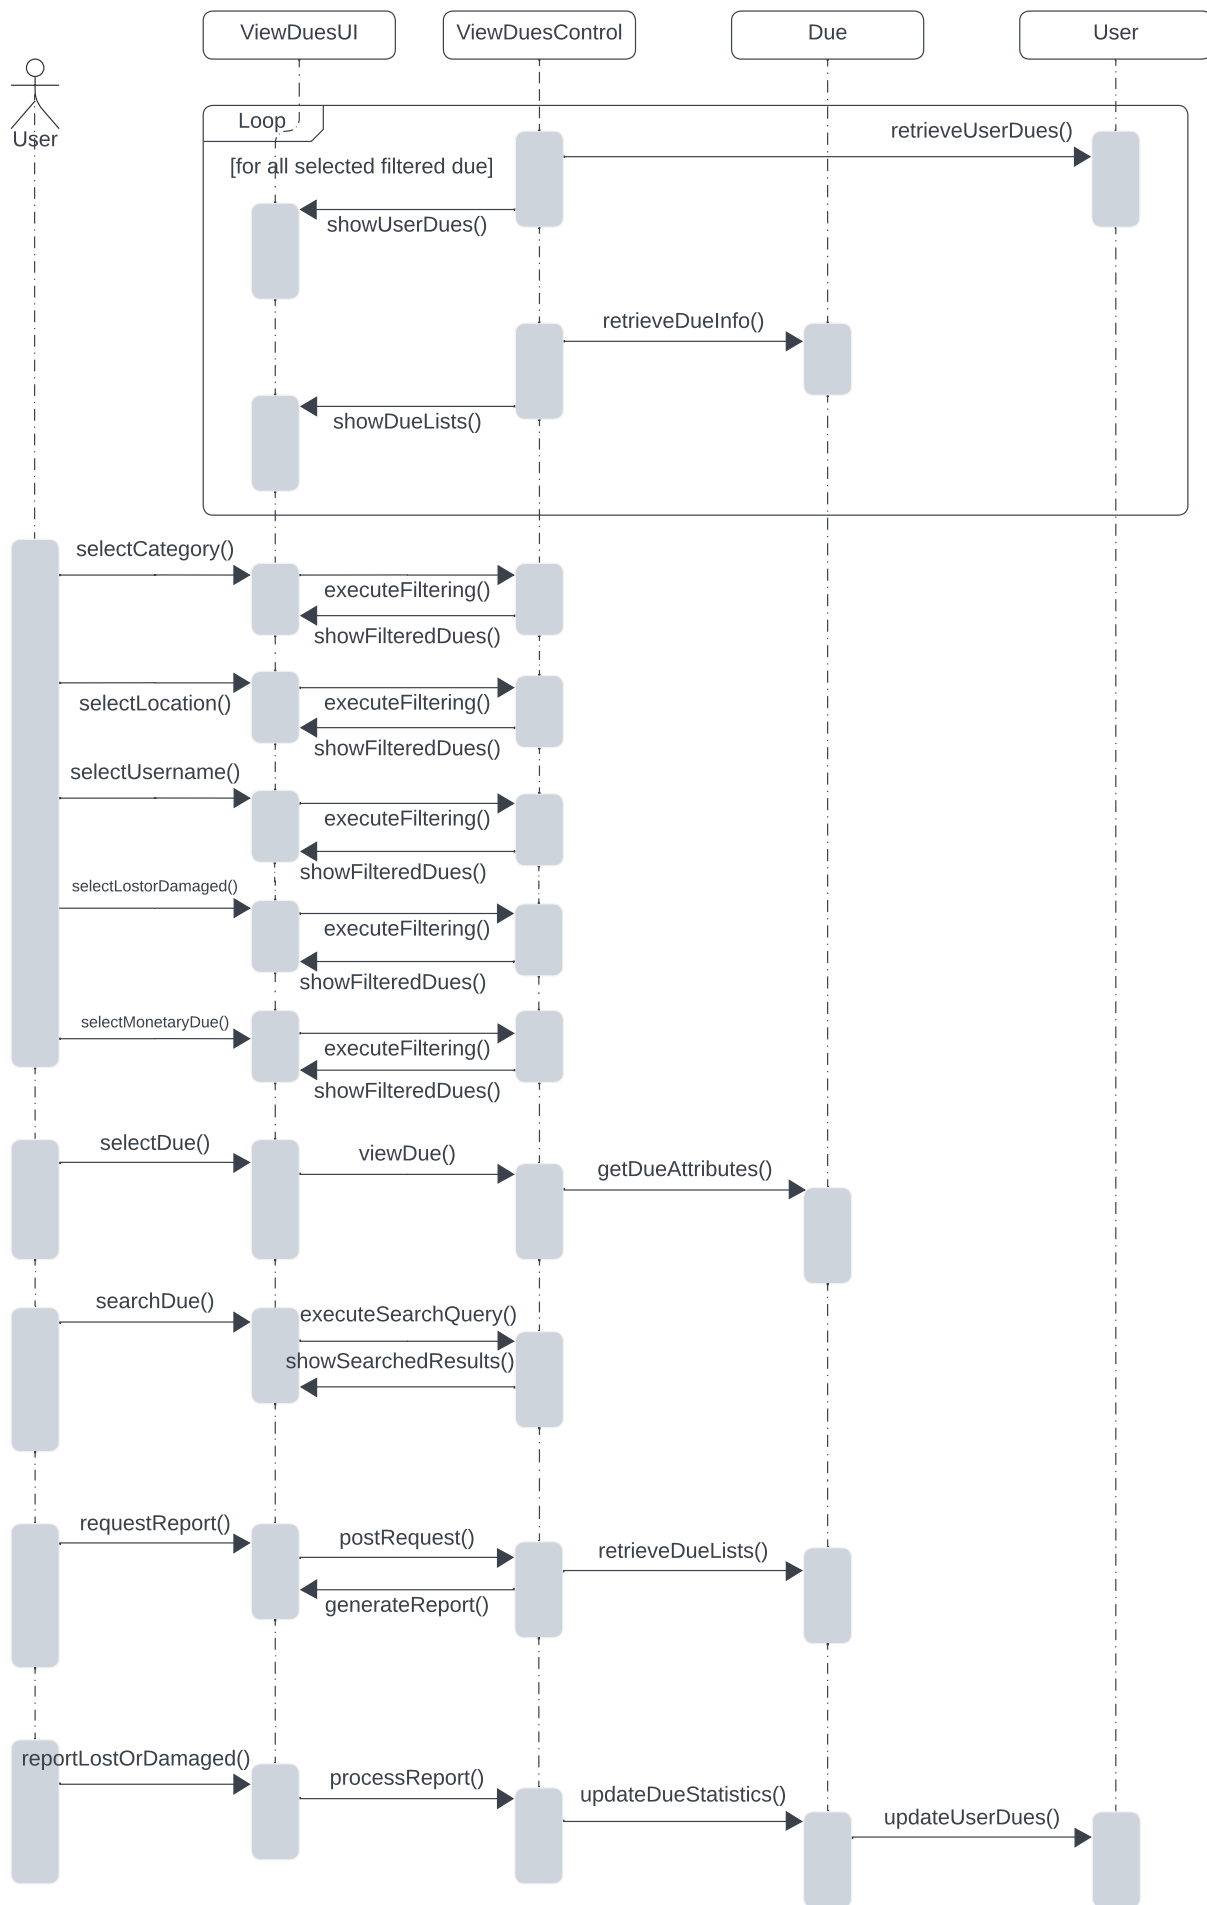 ViewDuesUI
ViewDuesControl
Due
User
User
Loop
retrieveUserDues()
[for all selected filtered due]
showUserDues()
retrieveDueInfo()
showDueLists()
selectCategory()
executeFiltering()
showFilteredDues()
selectLocation()
executeFiltering()
showFilteredDues()
selectUsername()
executeFiltering()
showFilteredDues()
selectLostorDamaged()
executeFiltering()
showFilteredDues()
selectMonetaryDue()
executeFiltering()
showFilteredDues()
selectDue()
viewDue()
getDueAttributes()
searchDue()
executeSearchQuery()
showSearchedResults()
requestReport()
postRequest()
retrieveDueLists()
generateReport()
reportLostOrDamaged()
processReport()
updateDueStatistics()
updateUserDues()